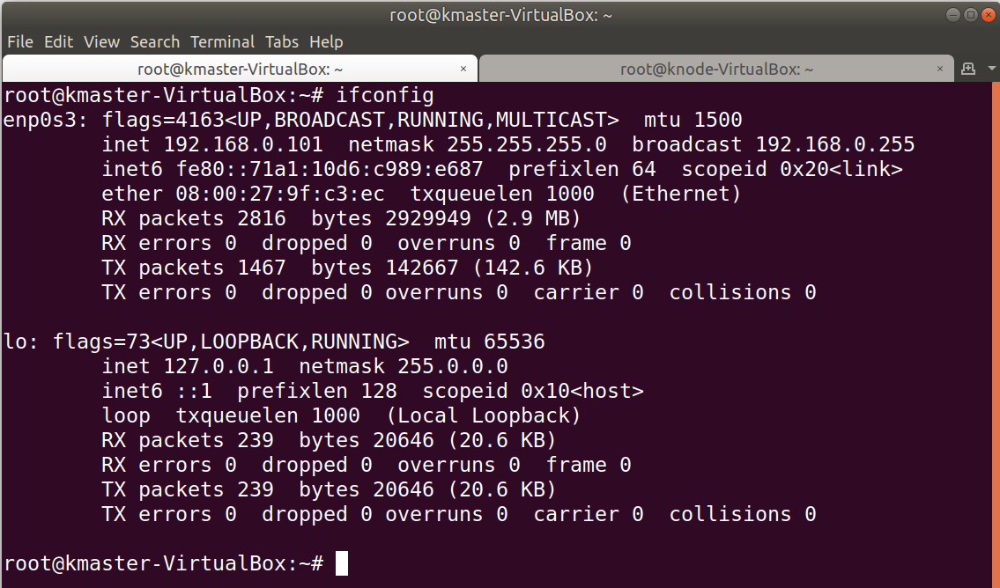 root@kmaster-VirtualBox: ~
File Edit View Search Terminal Tabs Help
root@kmaster-VirtualBox: ~ × root@knode-VirtualBox: ~ ×
root@kmaster-VirtualBox:~# ifconfig
enp0s3: flags=4163<UP,BROADCAST,RUNNING,MULTICAST>  mtu 1500
        inet 192.168.0.101  netmask 255.255.255.0  broadcast 192.168.0.255
        inet6 fe80::71a1:10d6:c989:e687  prefixlen 64  scopeid 0x20<link>
        ether 08:00:27:9f:c3:ec  txqueuelen 1000  (Ethernet)
        RX packets 2816  bytes 2929949 (2.9 MB)
        RX errors 0  dropped 0  overruns 0  frame 0
        TX packets 1467  bytes 142667 (142.6 KB)
        TX errors 0  dropped 0 overruns 0  carrier 0  collisions 0

lo: flags=73<UP,LOOPBACK,RUNNING>  mtu 65536
        inet 127.0.0.1  netmask 255.0.0.0
        inet6 ::1  prefixlen 128  scopeid 0x10<host>
        loop  txqueuelen 1000  (Local Loopback)
        RX packets 239  bytes 20646 (20.6 KB)
        RX errors 0  dropped 0  overruns 0  frame 0
        TX packets 239  bytes 20646 (20.6 KB)
        TX errors 0  dropped 0 overruns 0  carrier 0  collisions 0

root@kmaster-VirtualBox:~#